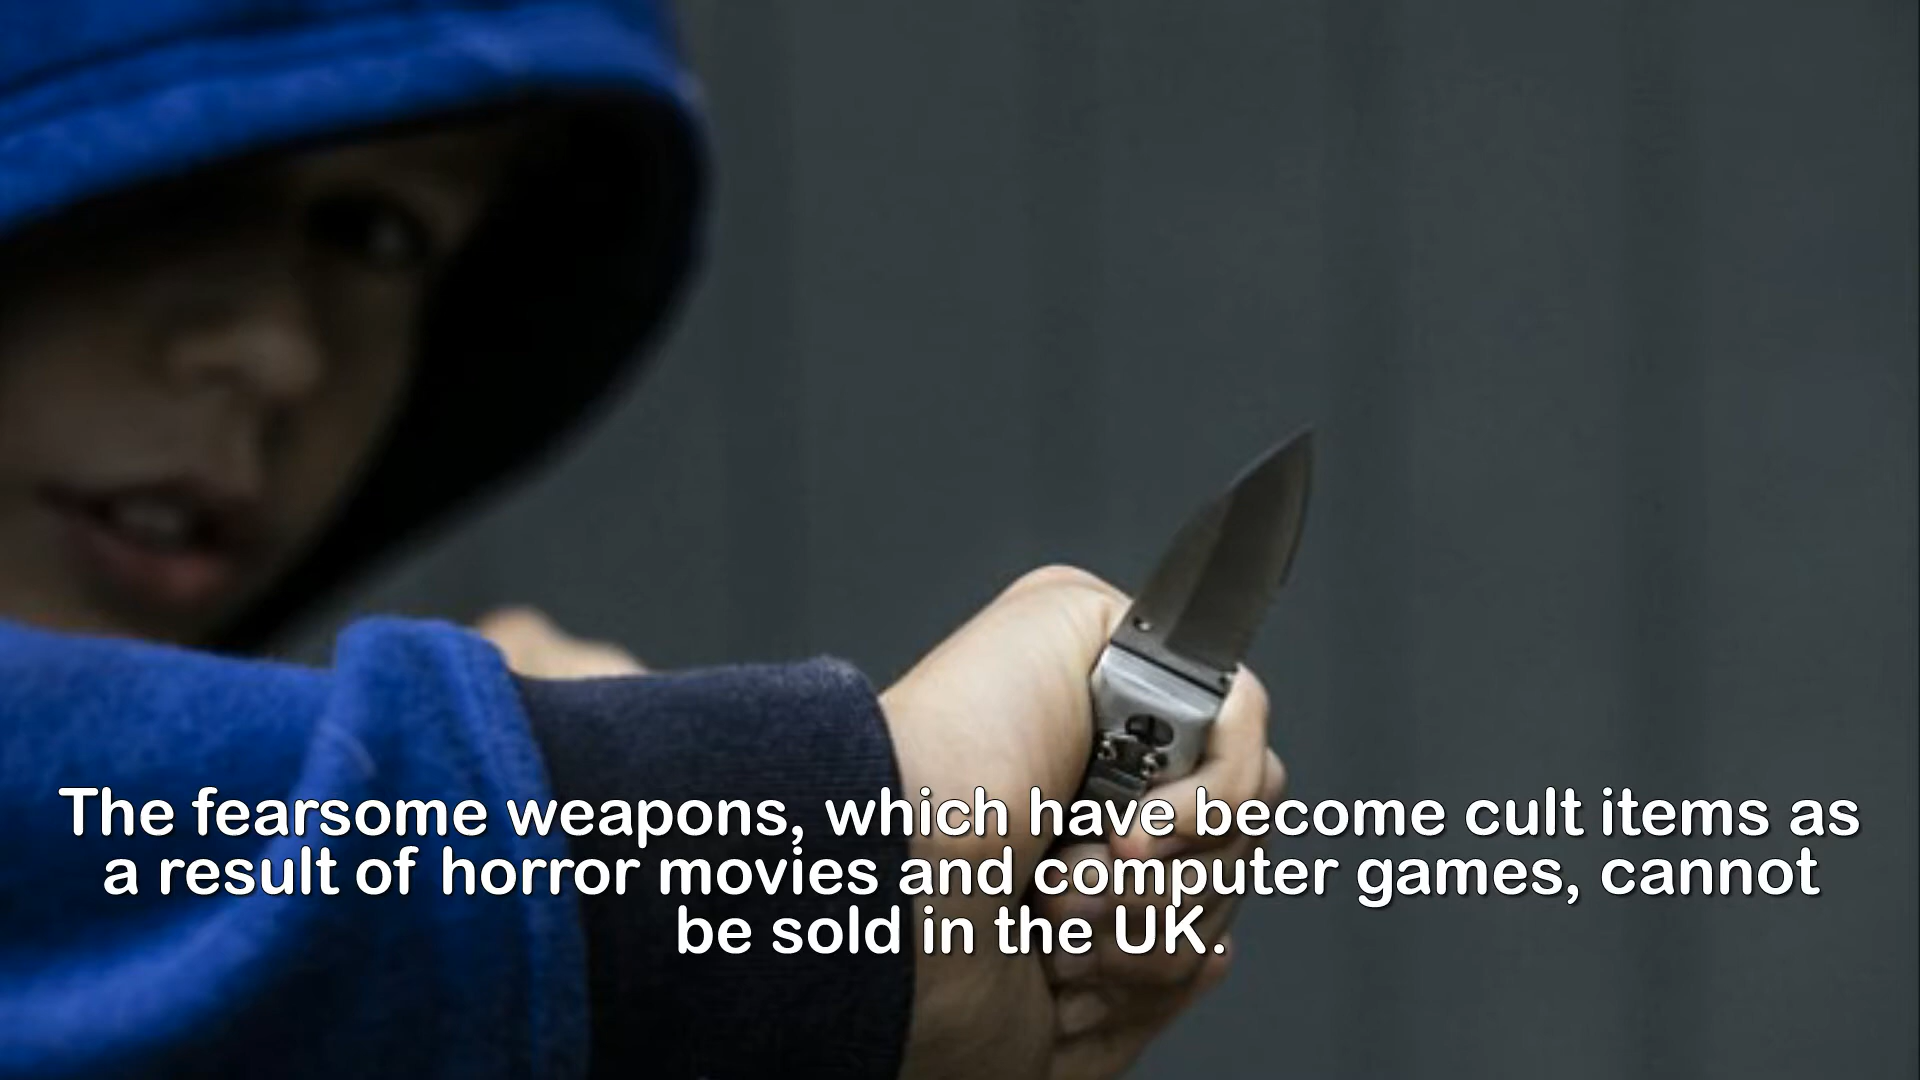 The fearsome weapons, which have become cult items as
a result of horror movies and computer games, cannot
be sold in the UK.